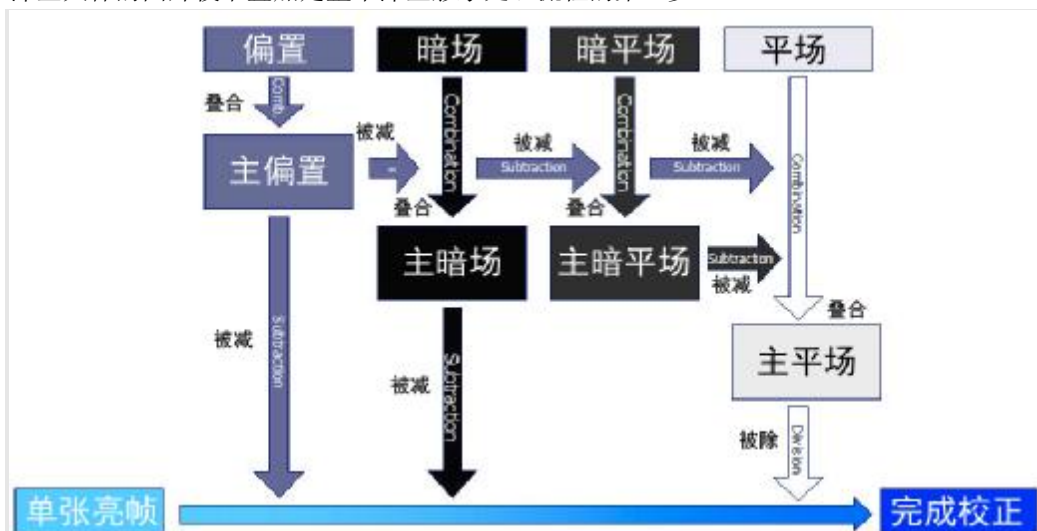 偏置
暗场
暗平场
平场
叠合
Comb
Combination
Combination
Combination
被减
被减
Subtraction
被减
Subtraction
主偏置
叠合
叠合
主暗场
主暗平场
Subtraction
被减
叠合
主平场
被减
Subtraction
被减
Subtraction
被除
Division
单张亮帧
完成校正